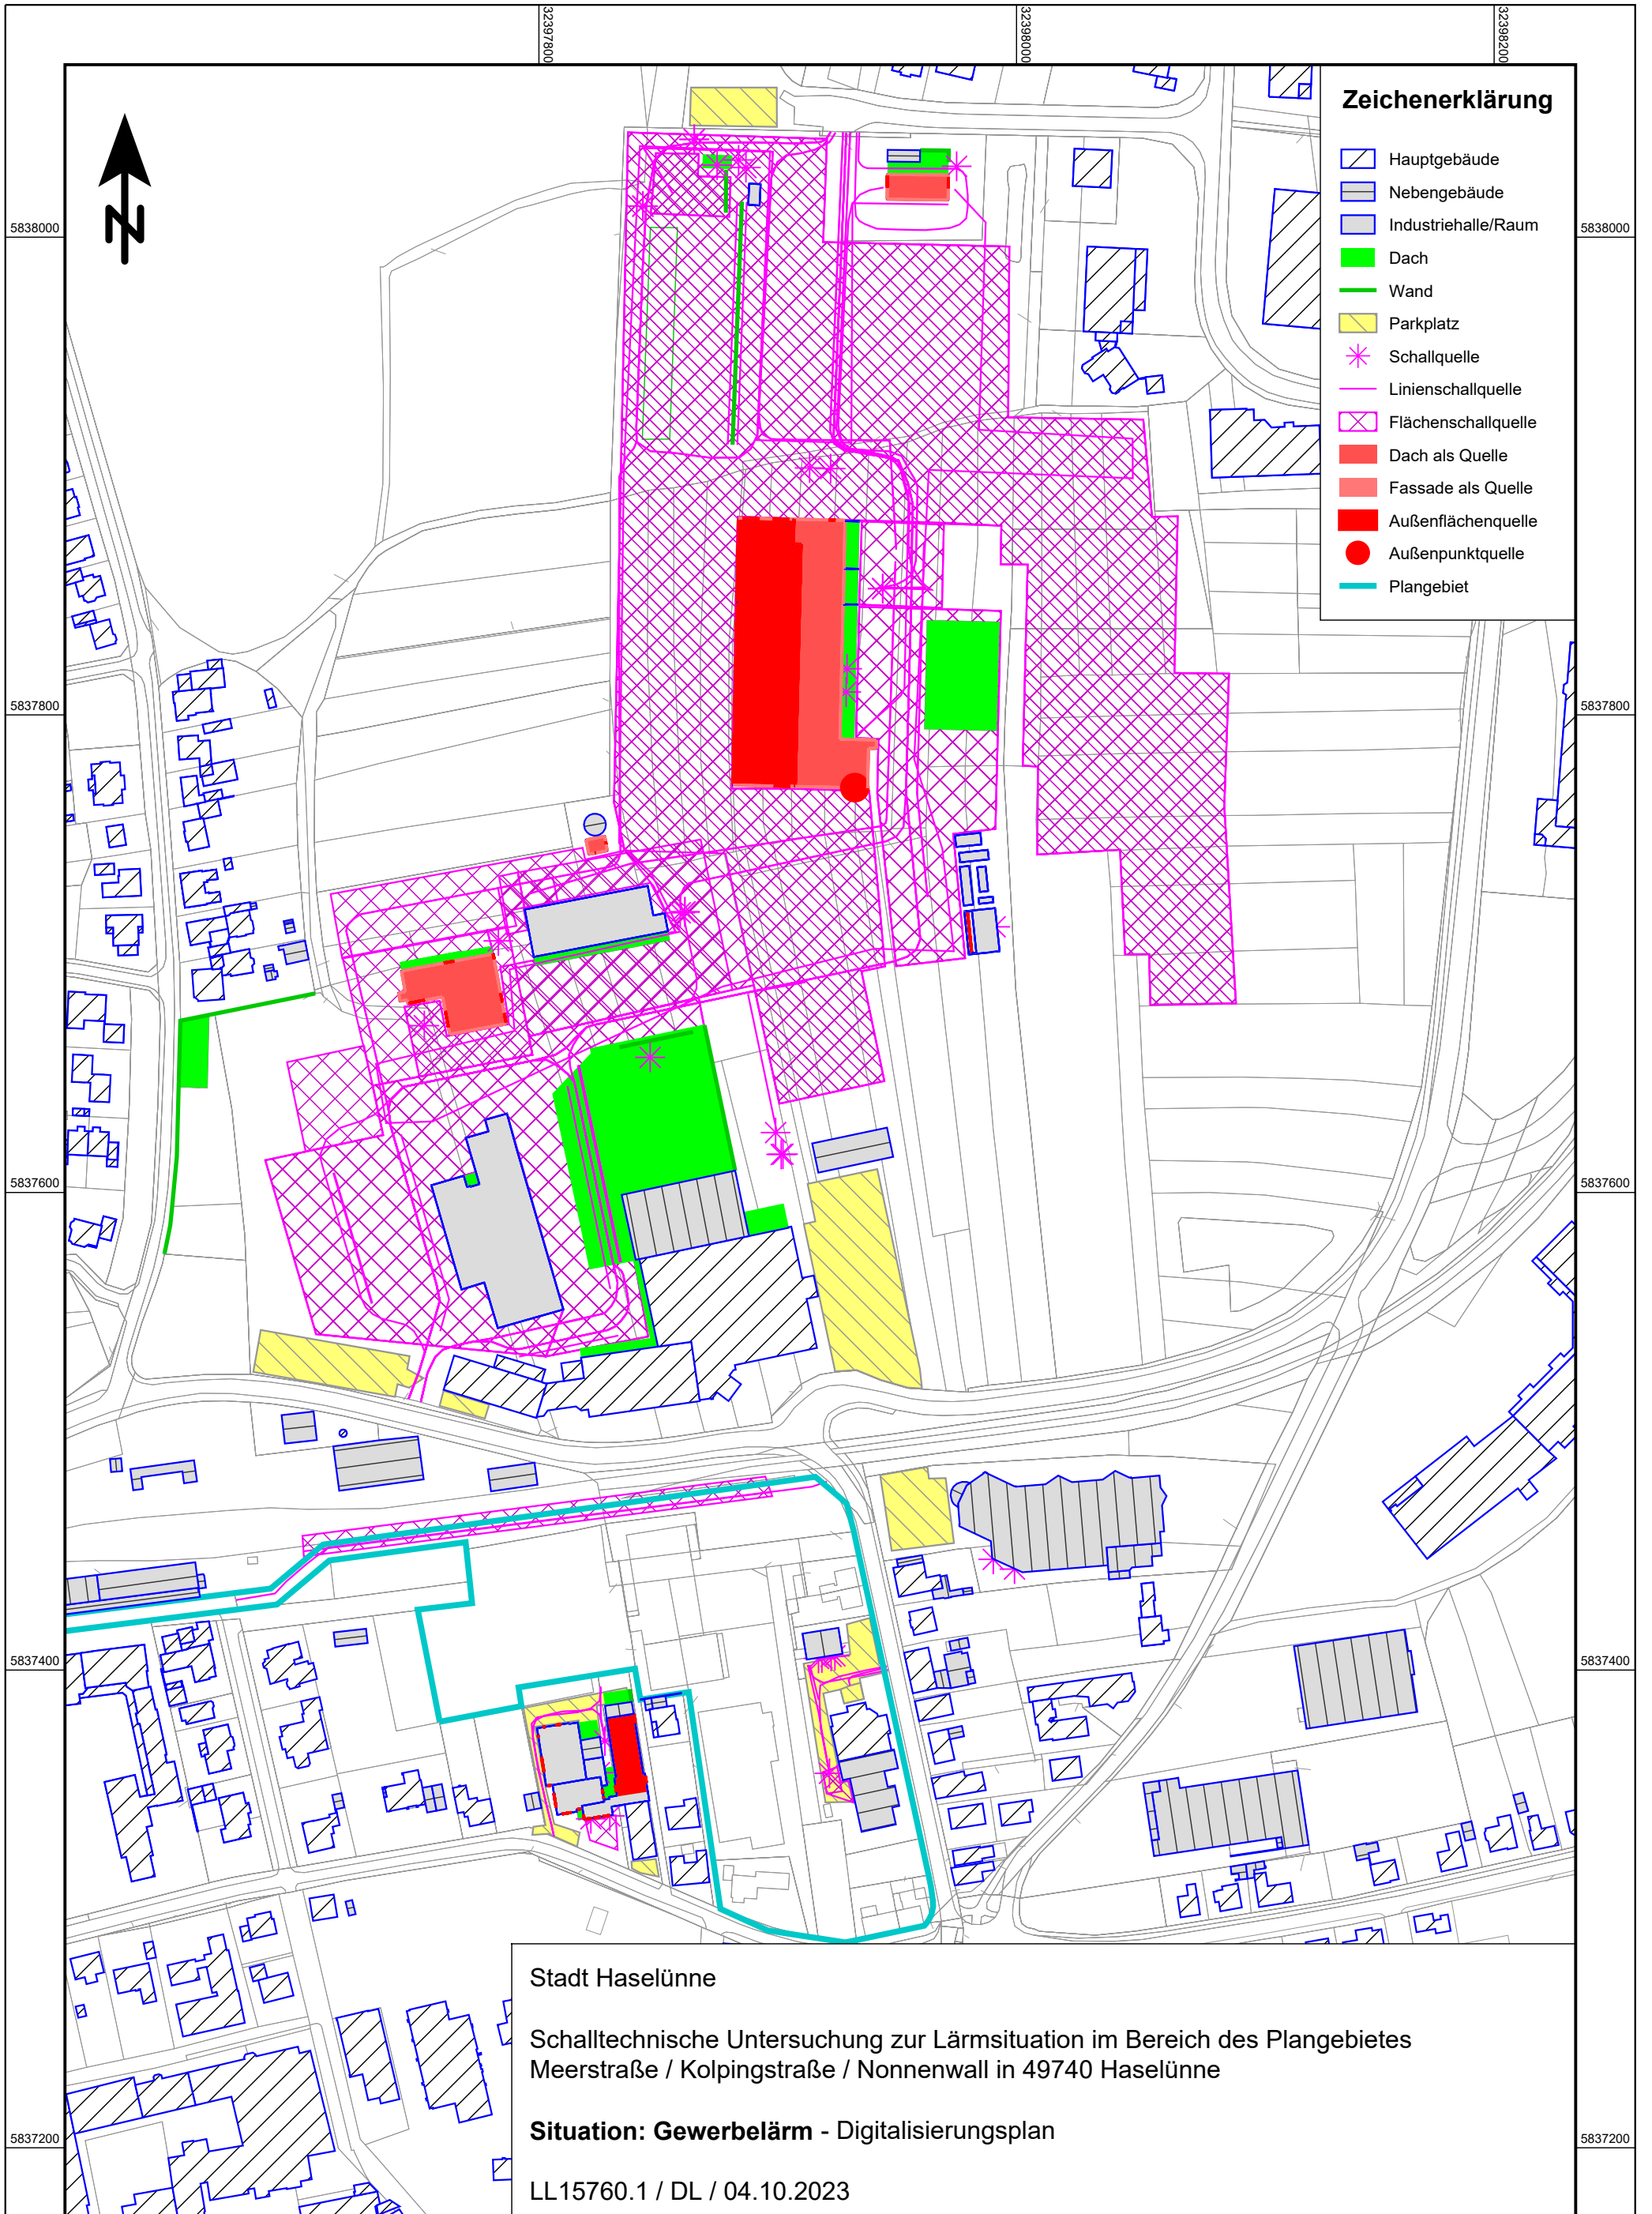 32397800
32398000
32398200
Zeichenerklärung
Hauptgebäude
Nebengebäude
Industriehalle/Raum
Dach
Wand
Parkplatz
Schallquelle
Linienschallquelle
Flächenschallquelle
Dach als Quelle
Fassade als Quelle
Außenflächenquelle
Außenpunktquelle
Plangebiet
N
5838000
5838000
5837800
5837800
5837600
5837600
5837400
5837400
5837200
5837200
Stadt Haselünne
Schalltechnische Untersuchung zur Lärmsituation im Bereich des Plangebietes
Meerstraße / Kolpingstraße / Nonnenwall in 49740 Haselünne
Situation: Gewerbelärm - Digitalisierungsplan
LL15760.1 / DL / 04.10.2023